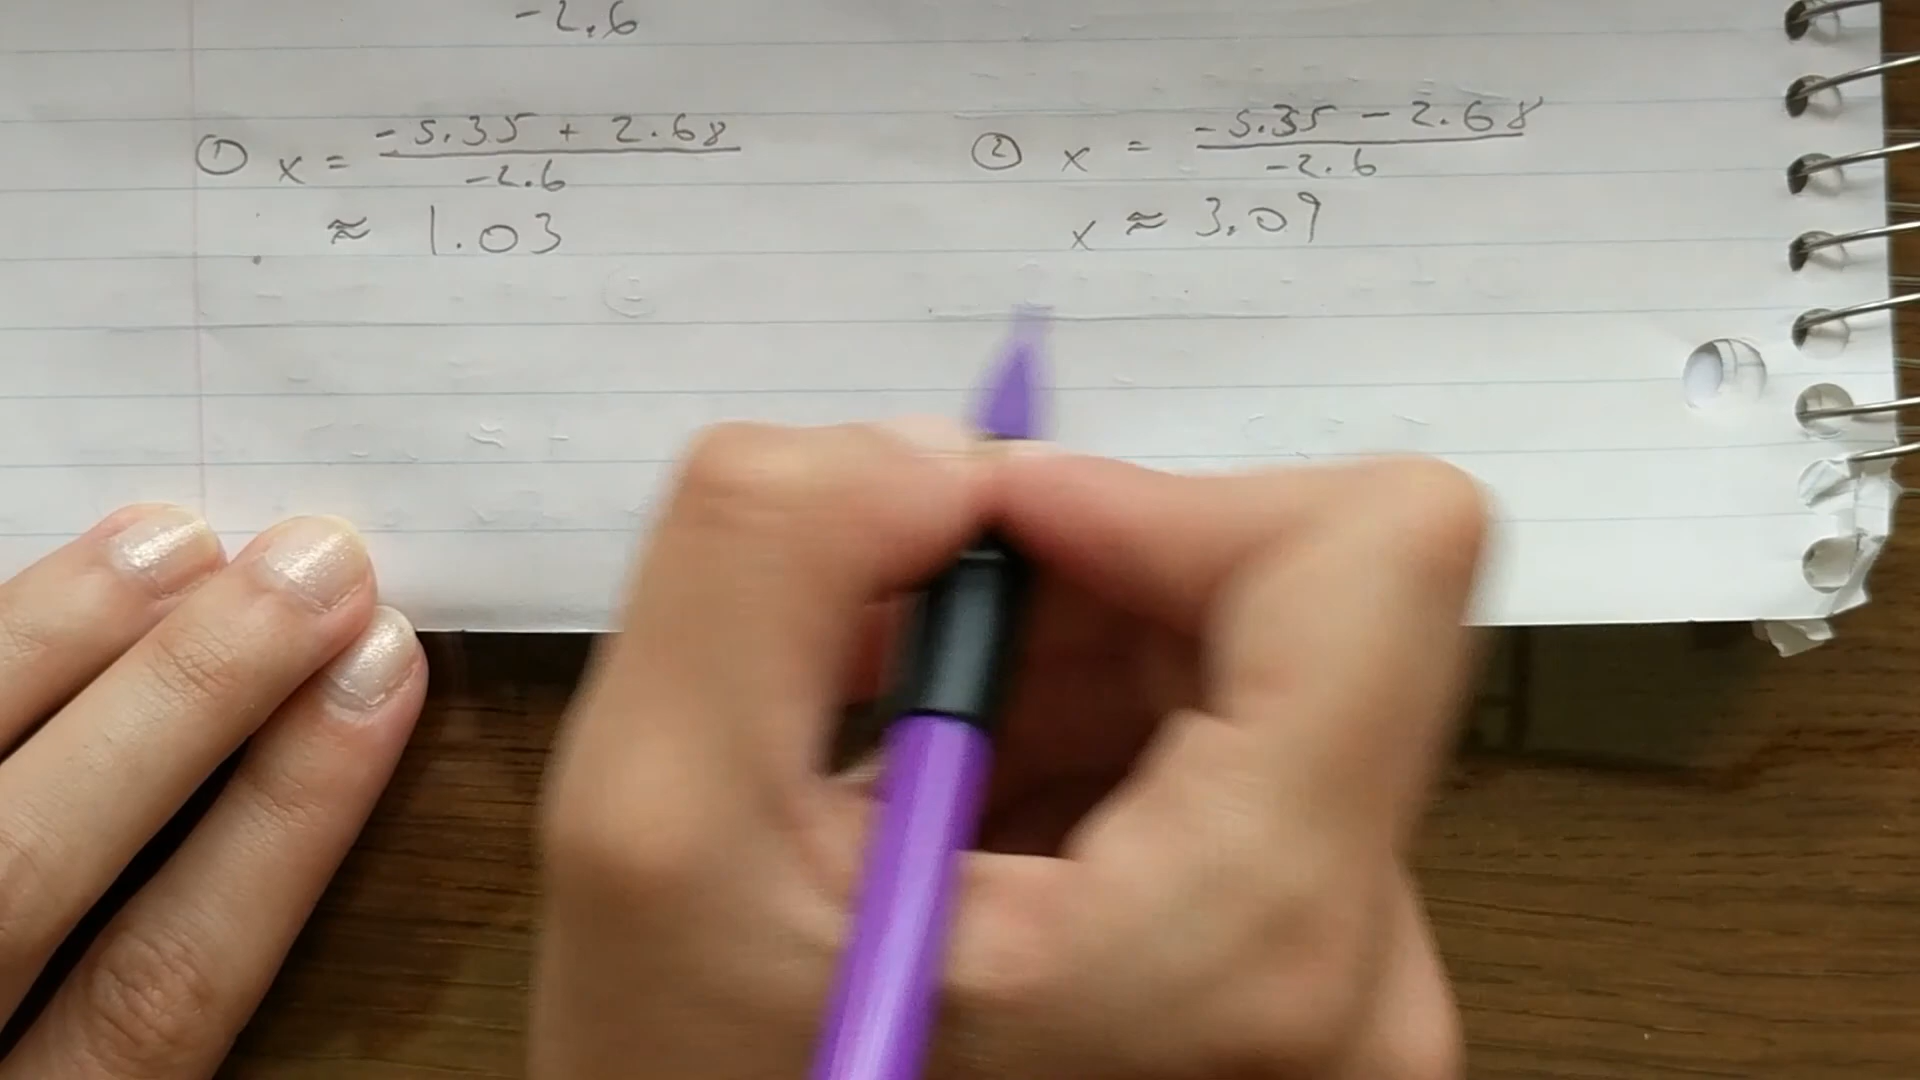 -2.6
① x = (-5.35 + 2.68)/-2.6
≈ 1.03
② x = (-5.35 - 2.68)/-2.6
x ≈ 3.09